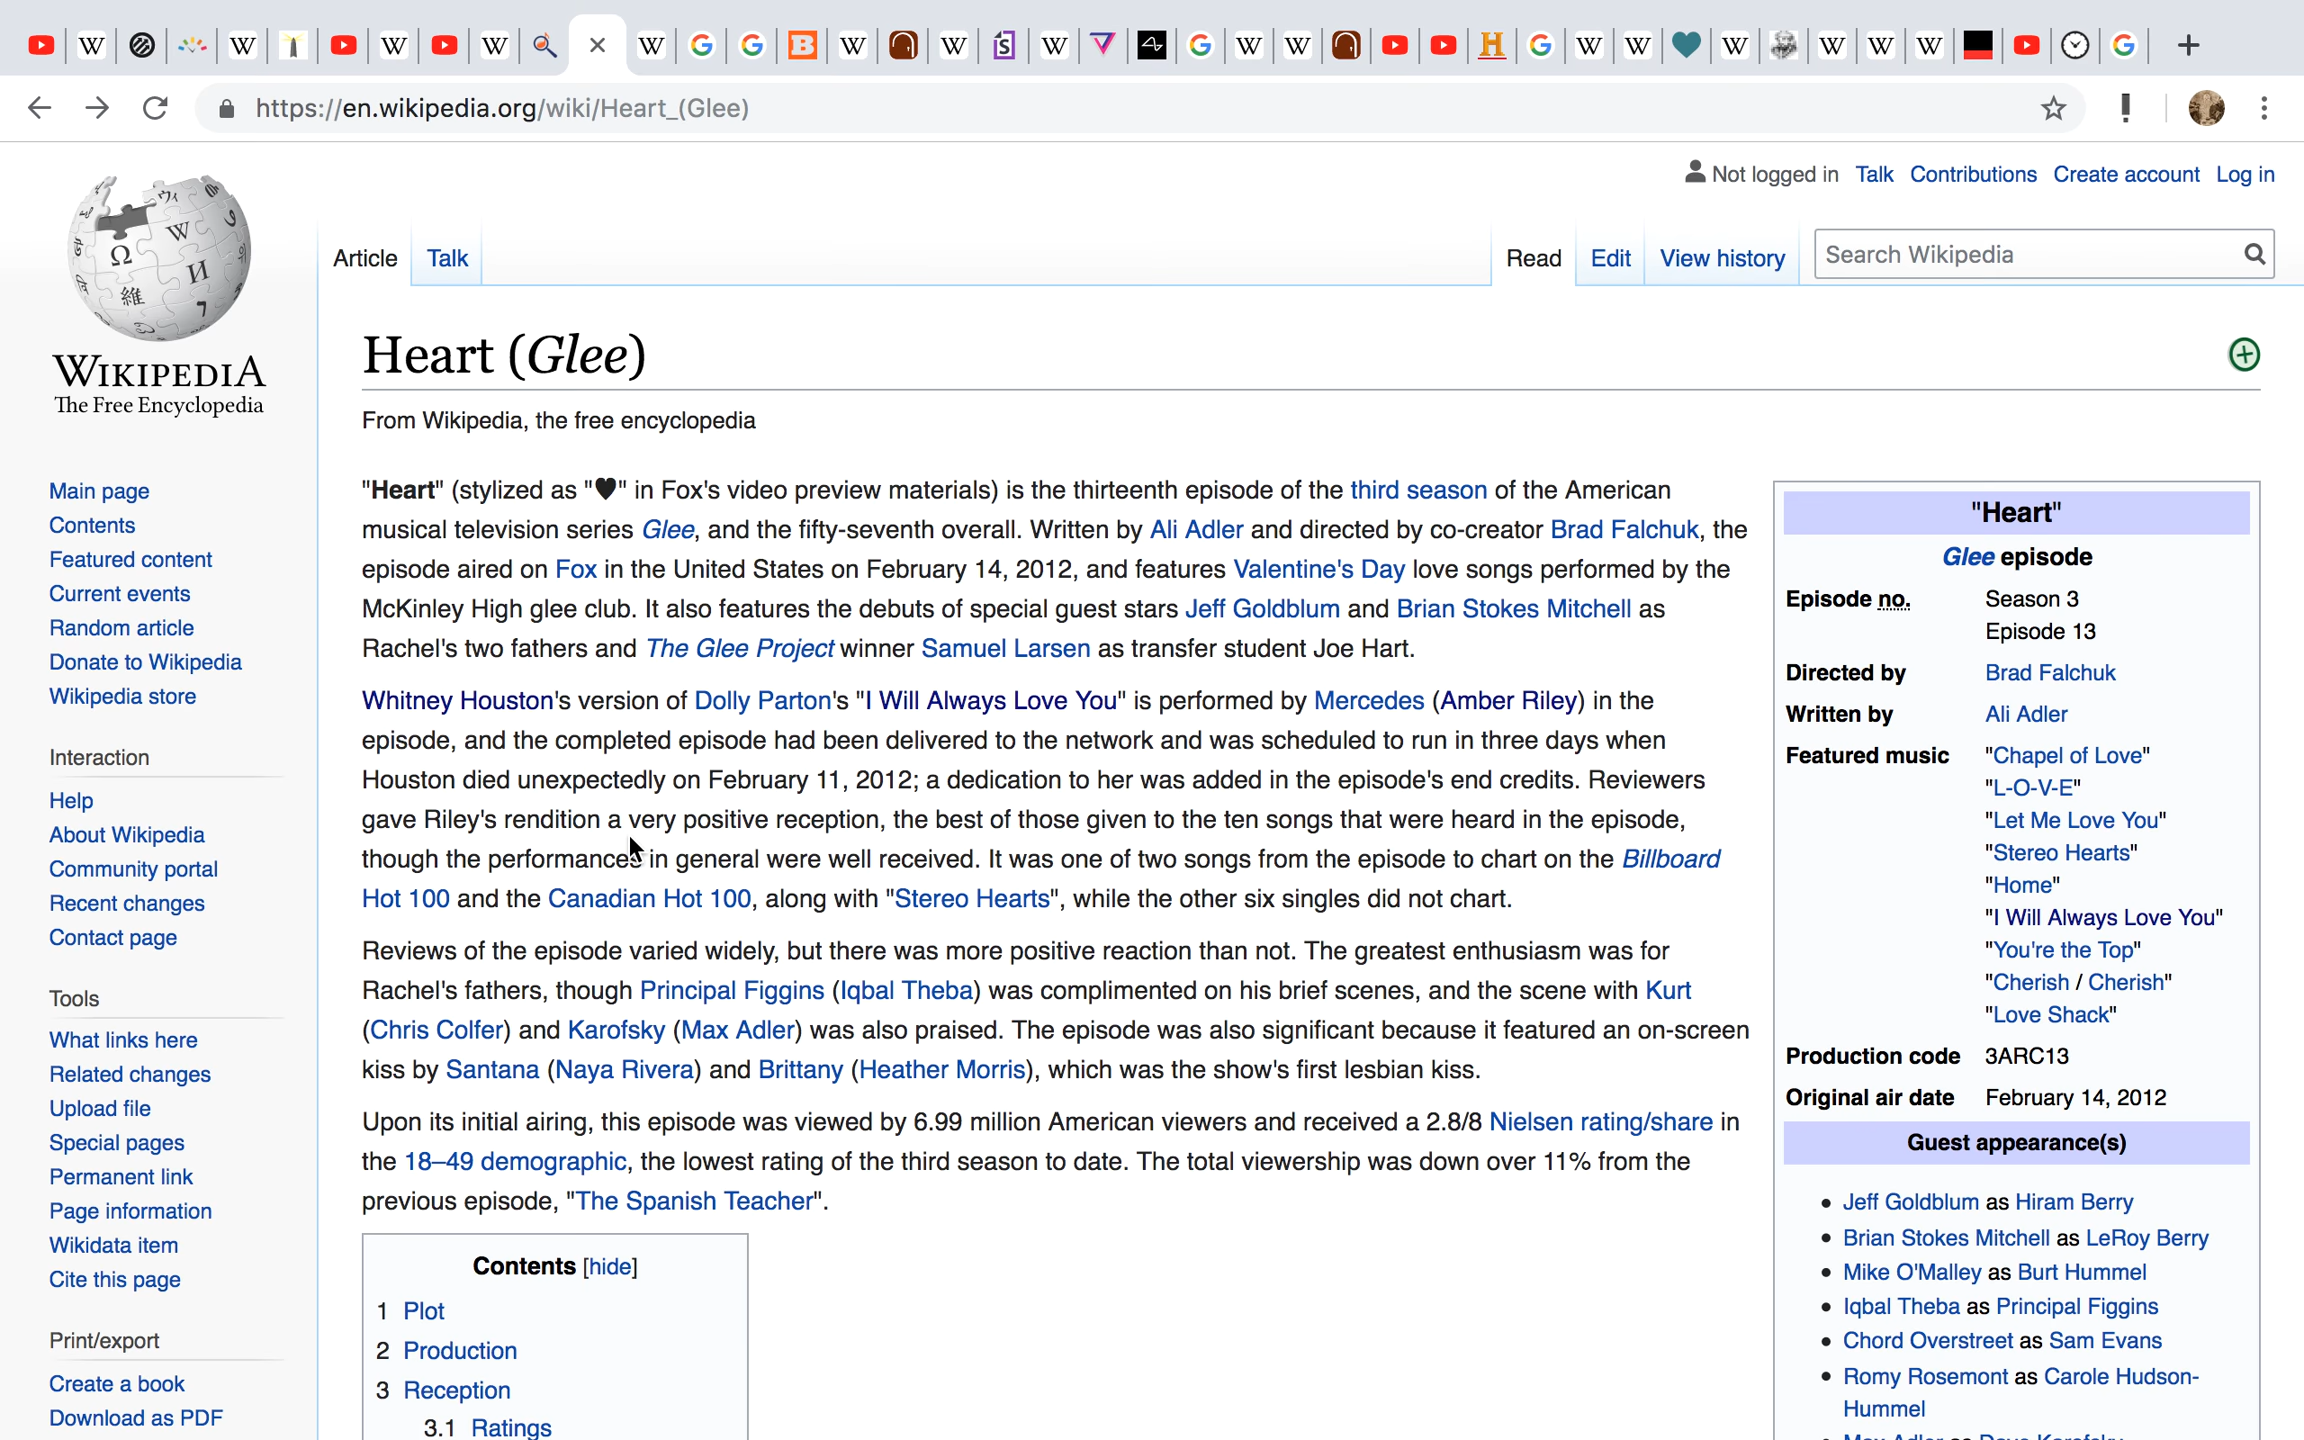 https://en.wikipedia.org/wiki/Heart_(Glee)
Not logged in Talk Contributions Create account Log in
Article Talk Read Edit View history Search Wikipedia
WIKIPEDIA
The Free Encyclopedia
Main page
Contents
Featured content
Current events
Random article
Donate to Wikipedia
Wikipedia store
Interaction
Help
About Wikipedia
Community portal
Recent changes
Contact page
Tools
What links here
Related changes
Upload file
Special pages
Permanent link
Page information
Wikidata item
Cite this page
Print/export
Create a book
Download as PDF
Heart (Glee)
From Wikipedia, the free encyclopedia
"Heart" (stylized as "♥" in Fox's video preview materials) is the thirteenth episode of the third season of the American
musical television series Glee, and the fifty-seventh overall. Written by Ali Adler and directed by co-creator Brad Falchuk, the
episode aired on Fox in the United States on February 14, 2012, and features Valentine's Day love songs performed by the
McKinley High glee club. It also features the debuts of special guest stars Jeff Goldblum and Brian Stokes Mitchell as
Rachel's two fathers and The Glee Project winner Samuel Larsen as transfer student Joe Hart.
Whitney Houston's version of Dolly Parton's "I Will Always Love You" is performed by Mercedes (Amber Riley) in the
episode, and the completed episode had been delivered to the network and was scheduled to run in three days when
Houston died unexpectedly on February 11, 2012; a dedication to her was added in the episode's end credits. Reviewers
gave Riley's rendition a very positive reception, the best of those given to the ten songs that were heard in the episode,
though the performances in general were well received. It was one of two songs from the episode to chart on the Billboard
Hot 100 and the Canadian Hot 100, along with "Stereo Hearts", while the other six singles did not chart.
Reviews of the episode varied widely, but there was more positive reaction than not. The greatest enthusiasm was for
Rachel's fathers, though Principal Figgins (Iqbal Theba) was complimented on his brief scenes, and the scene with Kurt
(Chris Colfer) and Karofsky (Max Adler) was also praised. The episode was also significant because it featured an on-screen
kiss by Santana (Naya Rivera) and Brittany (Heather Morris), which was the show's first lesbian kiss.
Upon its initial airing, this episode was viewed by 6.99 million American viewers and received a 2.8/8 Nielsen rating/share in
the 18–49 demographic, the lowest rating of the third season to date. The total viewership was down over 11% from the
previous episode, "The Spanish Teacher".
Contents [hide]
1 Plot
2 Production
3 Reception
3.1 Ratings
"Heart"
Glee episode
Episode no. Season 3
Episode 13
Directed by Brad Falchuk
Written by Ali Adler
Featured music "Chapel of Love"
"L-O-V-E"
"Let Me Love You"
"Stereo Hearts"
"Home"
"I Will Always Love You"
"You're the Top"
"Cherish / Cherish"
"Love Shack"
Production code 3ARC13
Original air date February 14, 2012
Guest appearance(s)
Jeff Goldblum as Hiram Berry
Brian Stokes Mitchell as LeRoy Berry
Mike O'Malley as Burt Hummel
Iqbal Theba as Principal Figgins
Chord Overstreet as Sam Evans
Romy Rosemont as Carole Hudson-
Hummel